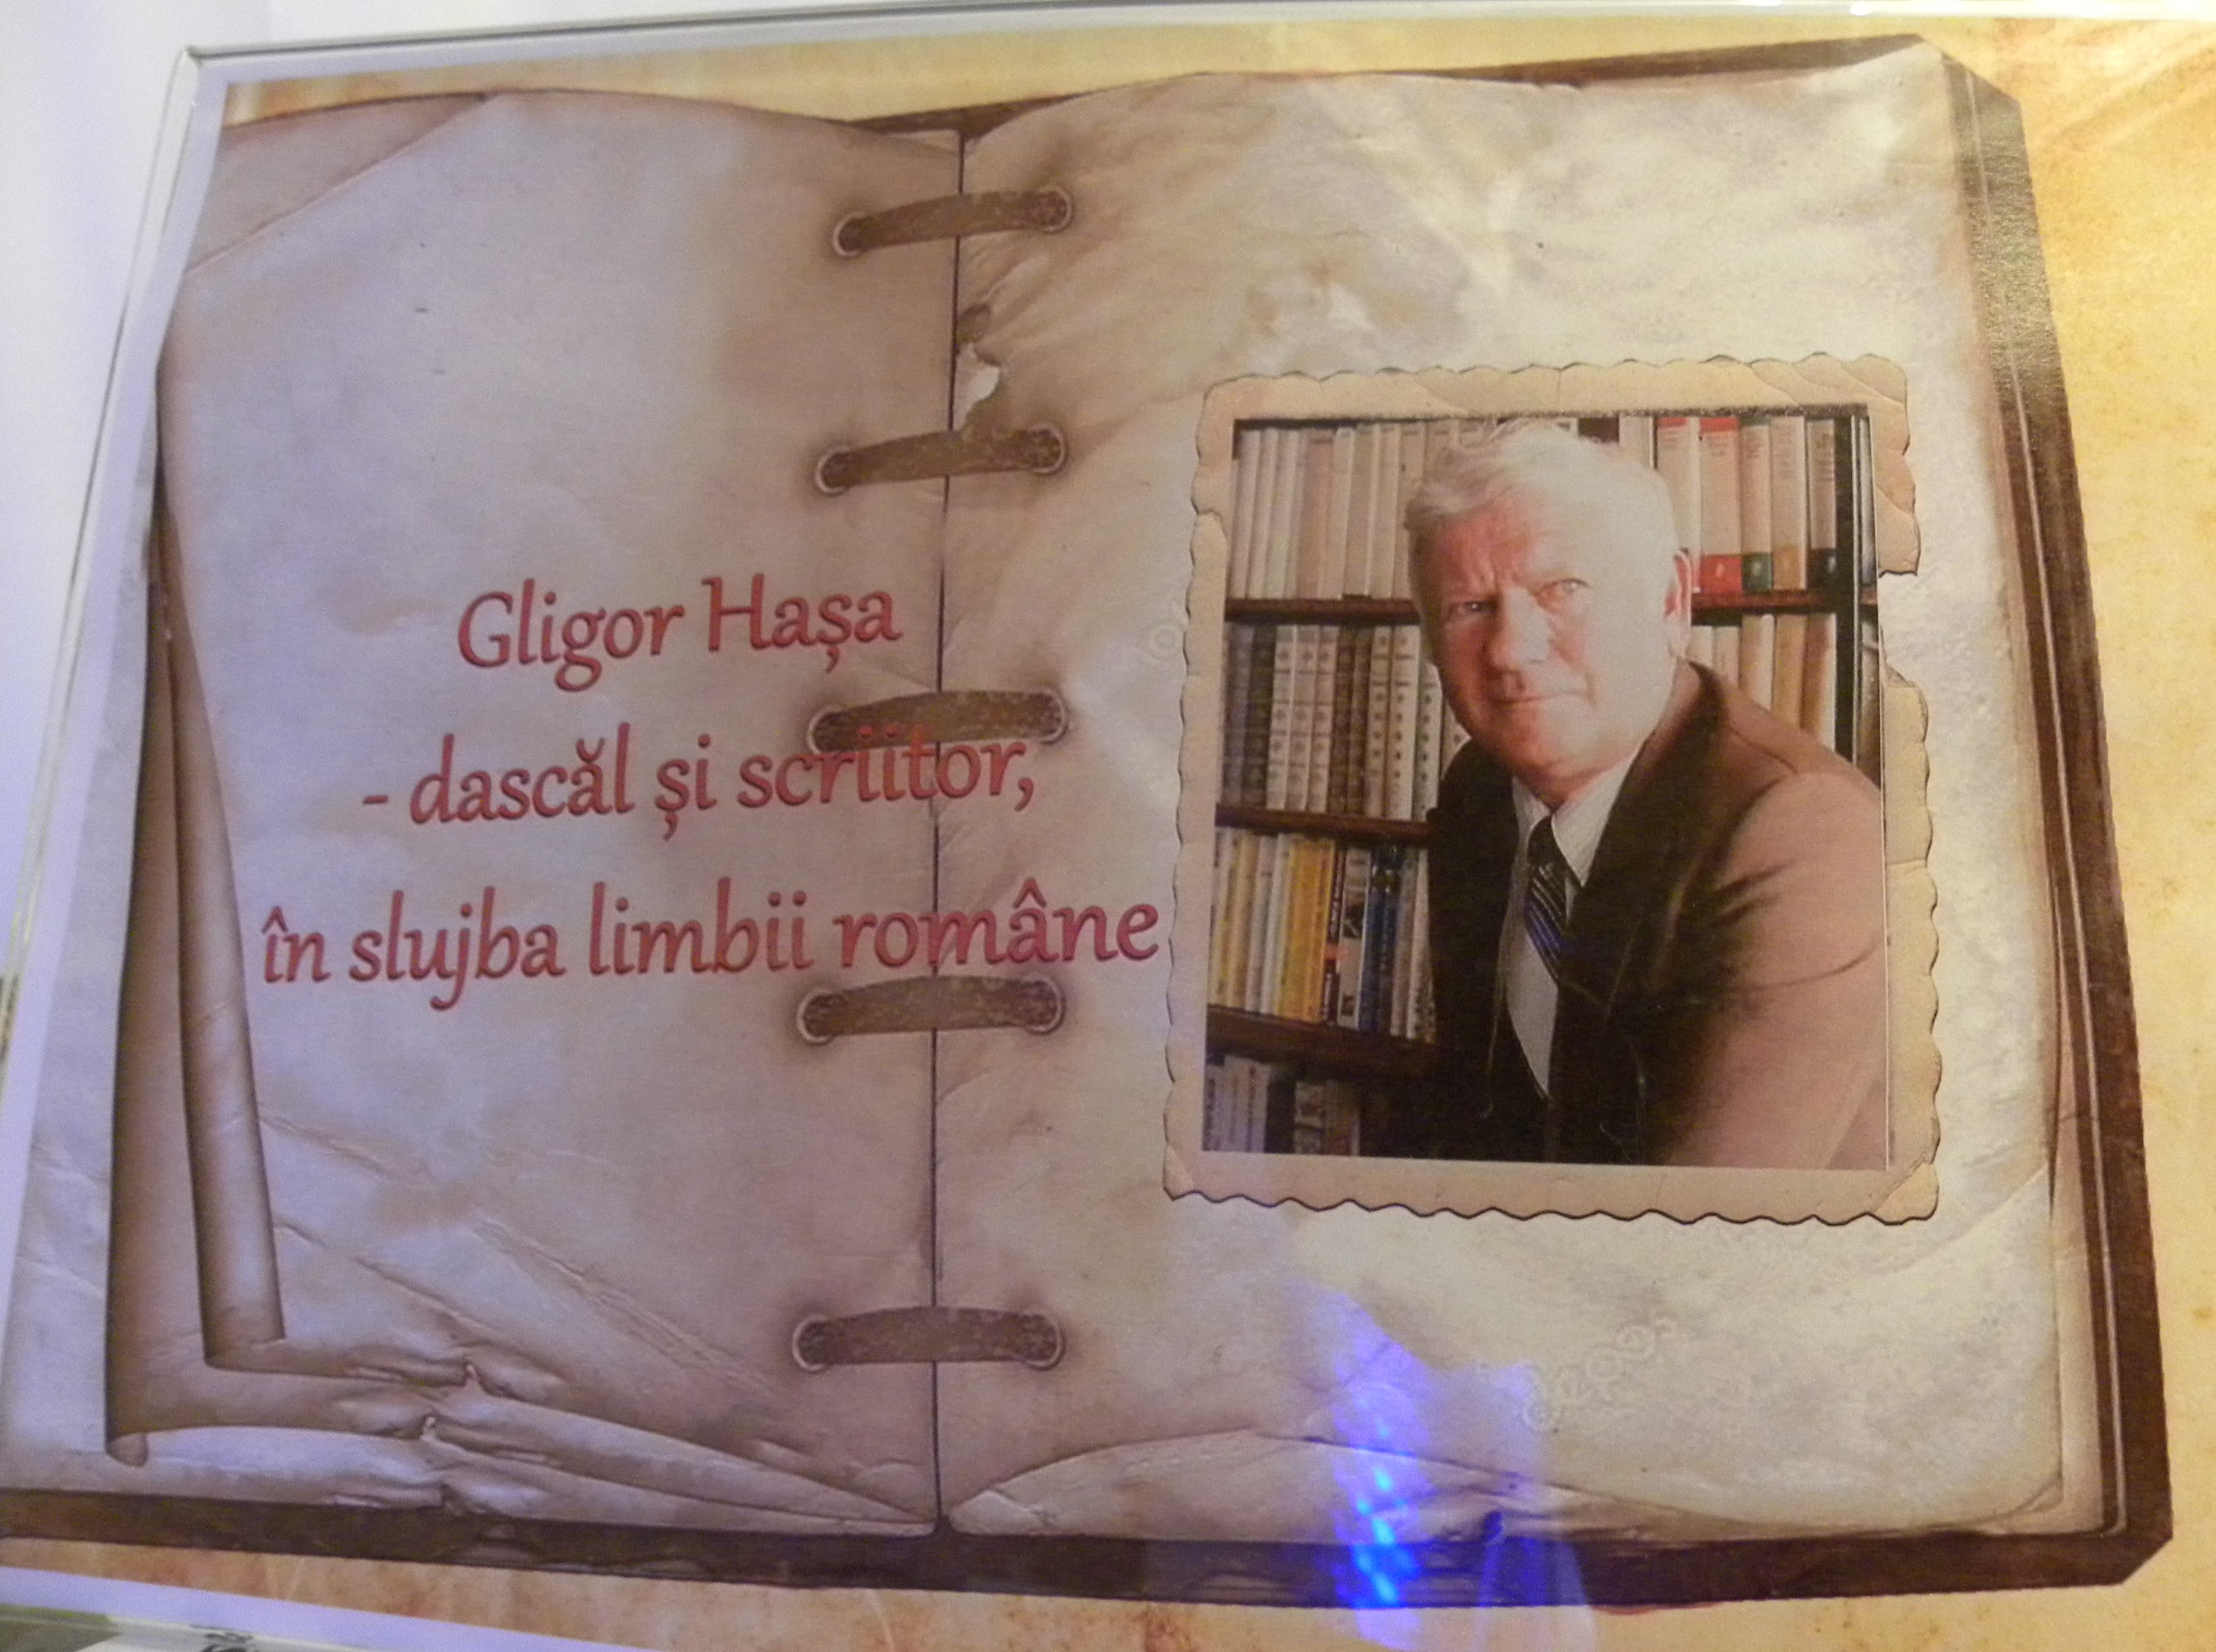 Gligor Hașa
- dascăl și scriitor,
în slujba limbii române